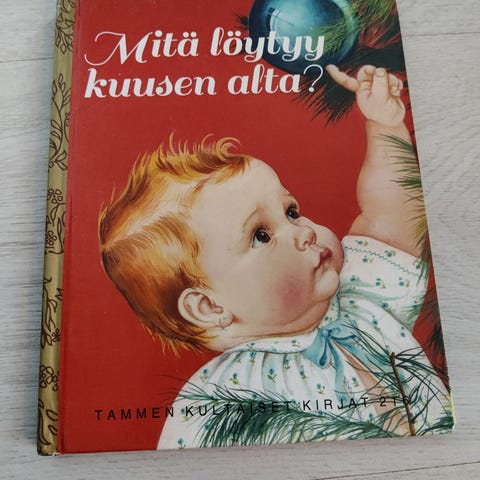 Mitä löytyy
kuusen alta?
TAMMEN KULTAISET KIRJAT